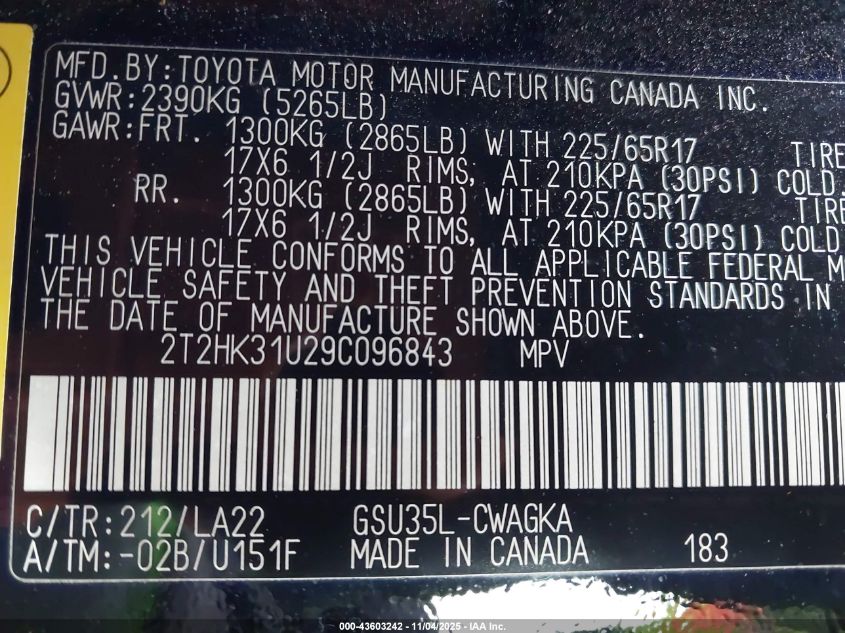 MFD.BY:TOYOTA MOTOR MANUFACTURING CANADA INC.
GVWR:2390KG (5265LB)
GAWR:FRT. 1300KG (2865LB) WITH 225/65R17 TIRE
17X6 1/2J RIMS, AT 210KPA (30PSI) COLD.
RR. 1300KG (2865LB) WITH 225/65R17 TIRE
17X6 1/2J RIMS, AT 210KPA (30PSI) COLD
THIS VEHICLE CONFORMS TO ALL APPLICABLE FEDERAL M
VEHICLE SAFETY AND THEFT PREVENTION STANDARDS IN
THE DATE OF MANUFACTURE SHOWN ABOVE.
2T2HK31U29C096843 MPV
C/TR:212/LA22 GSU35L-CWAGKA
A/TM:-02B/U151F MADE IN CANADA 183
000-43603242 - 11/04/2025 - IAA Inc.